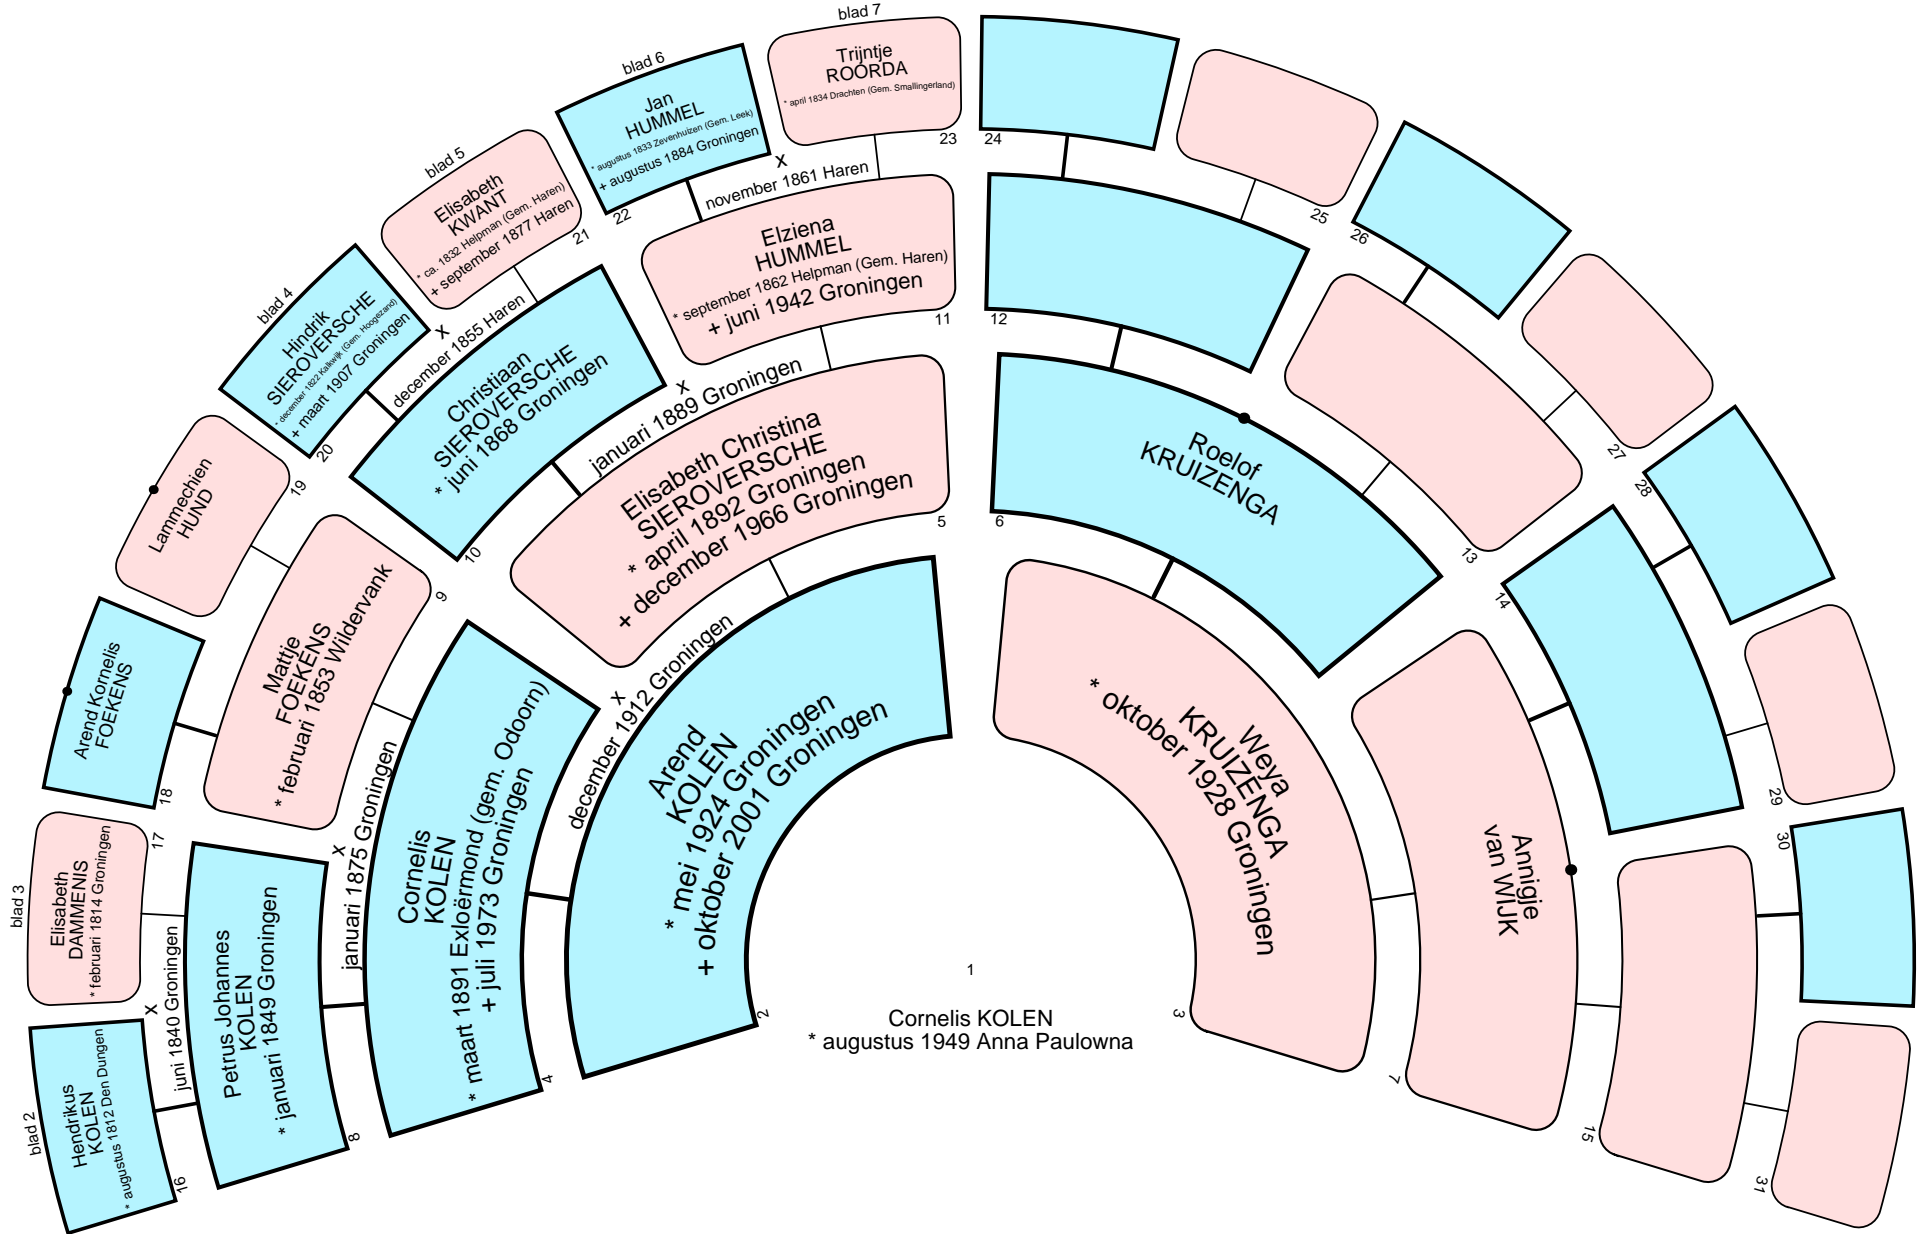 1
Cornelis KOLEN
* augustus 1949 Anna Paulowna
2
Arend
KOLEN
* mei 1924 Groningen
+ oktober 2001 Groningen
3
Weya
KRUIZENGA
* oktober 1928 Groningen
december 1912 Groningen
x
4
Cornelis
KOLEN
* maart 1891 Exloërmond (gem. Odoorn)
+ juli 1973 Groningen
5
Elisabeth Christina
SIEROVERSCHE
* april 1892 Groningen
+ december 1966 Groningen
6
Roelof
KRUIZENGA
7
Annigje
van WIJK
januari 1875 Groningen
x
8
Petrus Johannes
KOLEN
* januari 1849 Groningen
9
Mattje
FOEKENS
* februari 1853 Wildervank
januari 1889 Groningen
x
10
Christiaan
SIEROVERSCHE
* juni 1868 Groningen
11
Elziena
HUMMEL
* september 1862 Helpman (Gem. Haren)
+ juni 1942 Groningen
12
13
14
15
juni 1840 Groningen
x
blad 2
16
Hendrikus
KOLEN
* augustus 1812 Den Dungen
blad 3
17
Elisabeth
DAMMENIS
* februari 1814 Groningen
18
Arend Kornelis
FOEKENS
19
Lammechien
HUND
december 1855 Haren
x
blad 4
20
Hindrik
SIEROVERSCHE
* december 1822 Kalkwijk (Gem. Hoogezand)
+ maart 1907 Groningen
blad 5
21
Elisabeth
KWANT
* ca. 1832 Helpman (Gem. Haren)
+ september 1877 Haren
november 1861 Haren
x
blad 6
22
Jan
HUMMEL
* augustus 1833 Zevenhuizen (Gem. Leek)
+ augustus 1884 Groningen
blad 7
23
Trijntje
ROORDA
* april 1834 Drachten (Gem. Smallingerland)
24
25
26
27
28
29
30
31